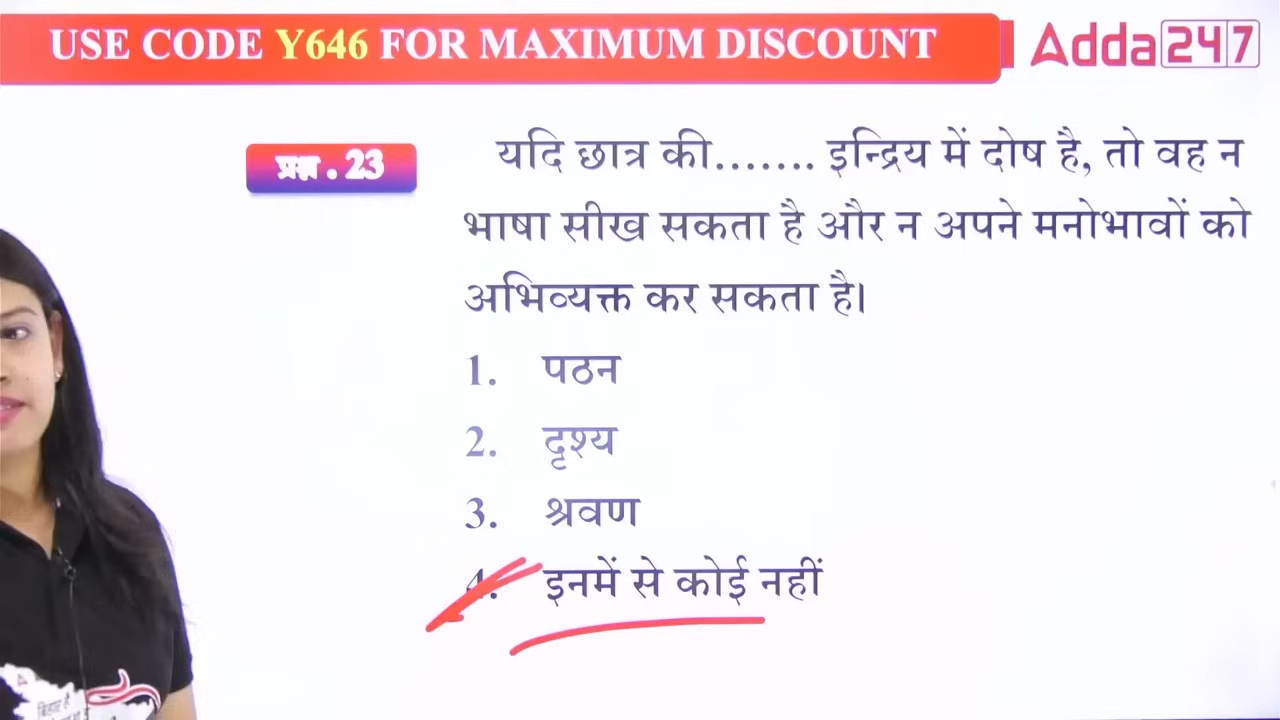 USE CODE Y646 FOR MAXIMUM DISCOUNT
Adda247
प्रश्न . 23
यदि छात्र की....... इन्द्रिय में दोष है, तो वह न
भाषा सीख सकता है और न अपने मनोभावों को
अभिव्यक्त कर सकता है।
1. पठन
2. दृश्य
3. श्रवण
4. इनमें से कोई नहीं
बिहार है